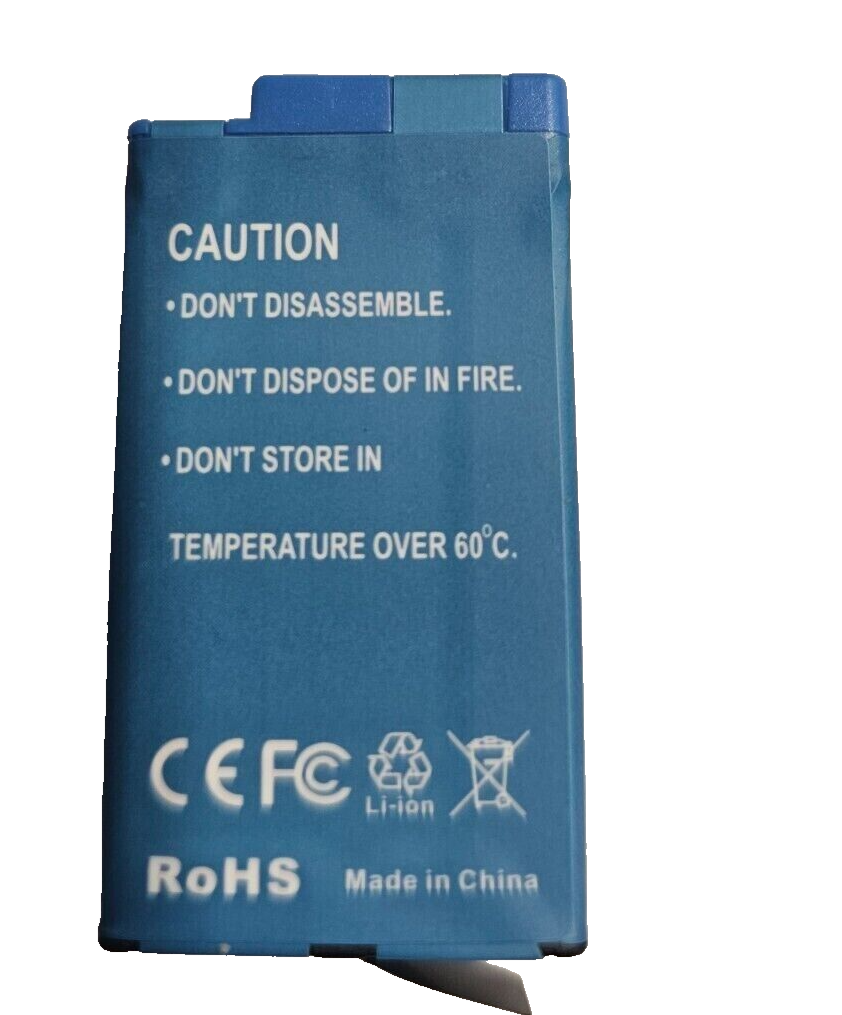 CAUTION
• DON'T DISASSEMBLE.
• DON'T DISPOSE OF IN FIRE.
• DON'T STORE IN
TEMPERATURE OVER 60°C.
CE FC
Li-ion
RoHS Made in China